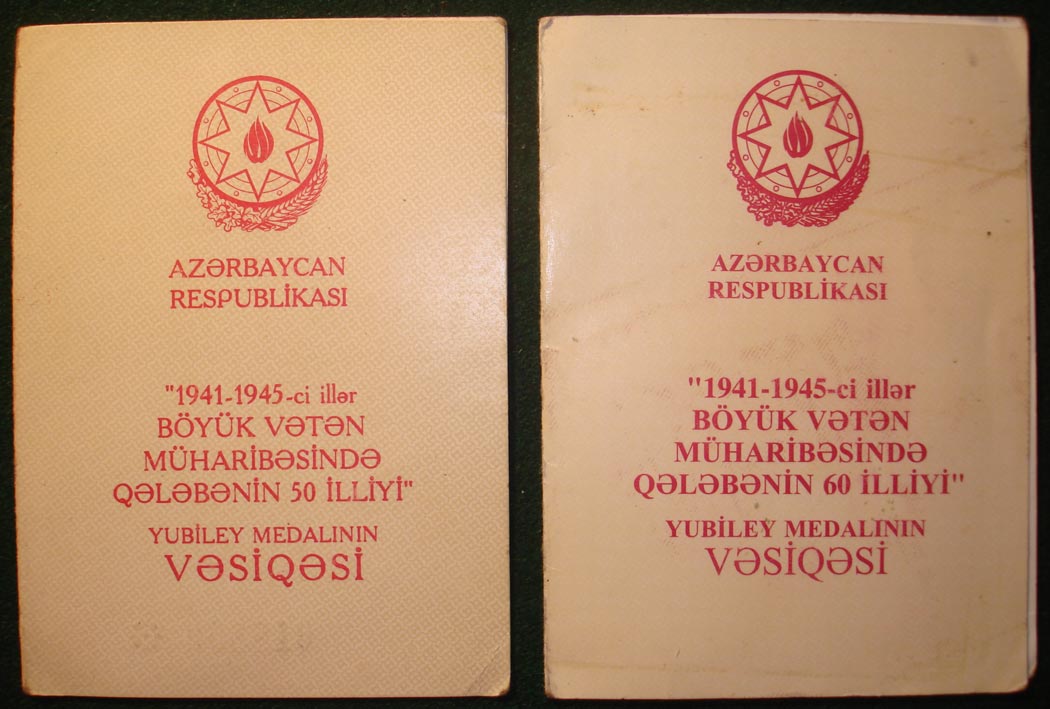 AZƏRBAYCAN
RESPUBLİKASI
"1941-1945-ci illər
BÖYÜK VƏTƏN
MÜHARİBƏSİNDƏ
QƏLƏBƏNİN 50 İLLİYİ"
YUBİLEY MEDALININ
VƏSİQƏSİ
AZƏRBAYCAN
RESPUBLİKASI
"1941-1945-ci illər
BÖYÜK VƏTƏN
MÜHARİBƏSİNDƏ
QƏLƏBƏNİN 60 İLLİYİ"
YUBİLEY MEDALININ
VƏSİQƏSİ